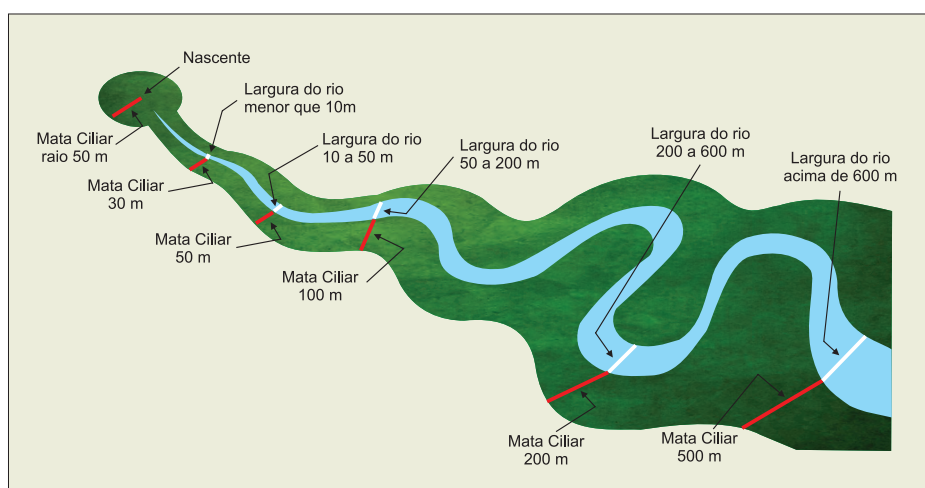 Nascente
Largura do rio
menor que 10m
Largura do rio
10 a 50 m
Largura do rio
50 a 200 m
Largura do rio
200 a 600 m
Largura do rio
acima de 600 m
Mata Ciliar
raio 50 m
Mata Ciliar
30 m
Mata Ciliar
50 m
Mata Ciliar
100 m
Mata Ciliar
200 m
Mata Ciliar
500 m